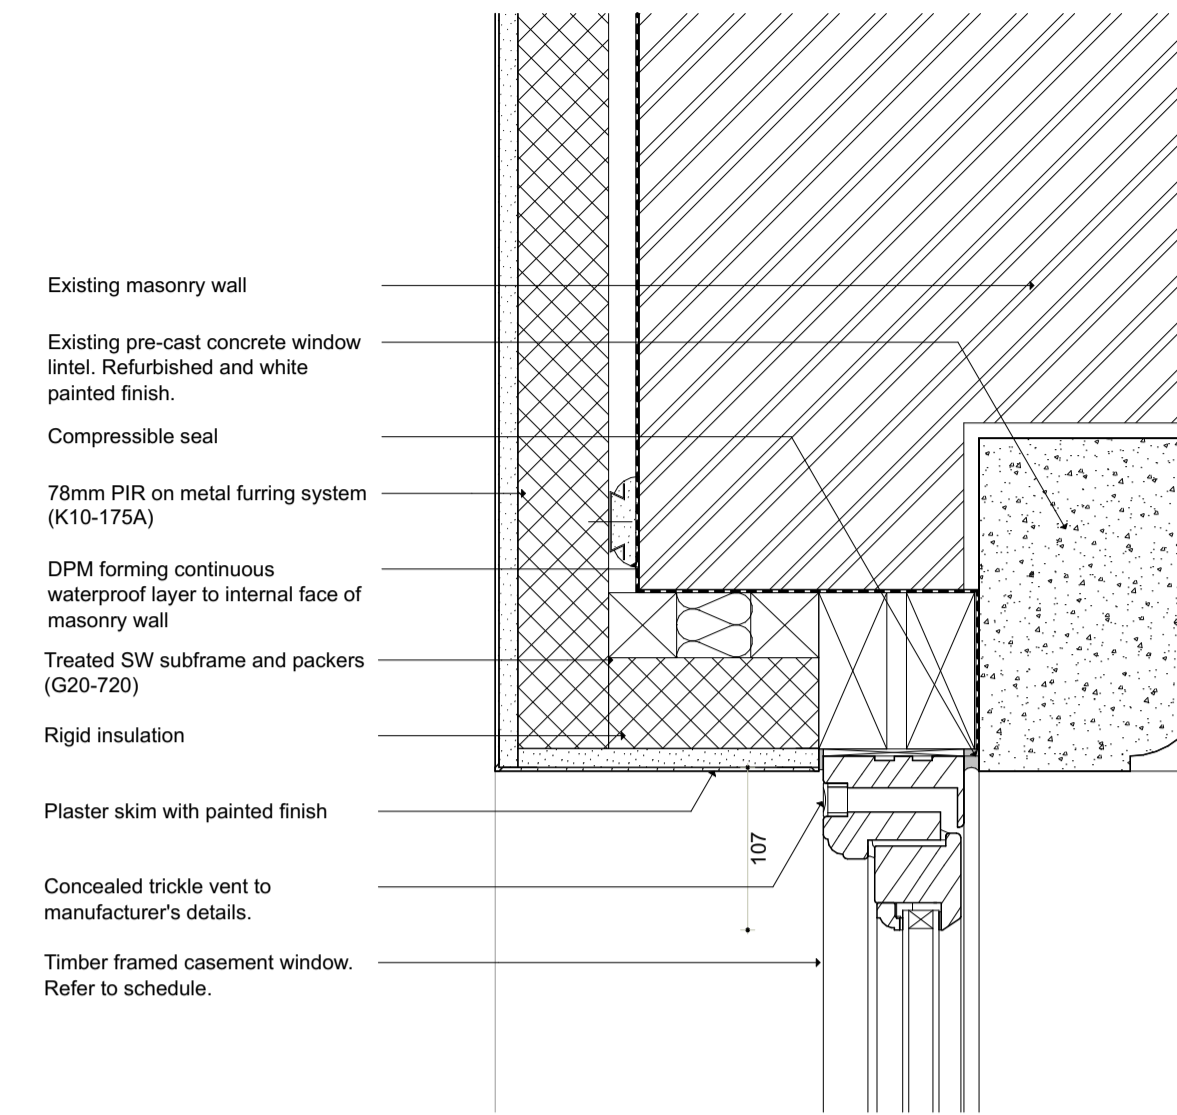 Existing masonry wall
Existing pre-cast concrete window
lintel. Refurbished and white
painted finish.
Compressible seal
78mm PIR on metal furring system
(K10-175A)
DPM forming continuous
waterproof layer to internal face of
masonry wall
Treated SW subframe and packers
(G20-720)
Rigid insulation
Plaster skim with painted finish
107
Concealed trickle vent to
manufacturer's details.
Timber framed casement window.
Refer to schedule.